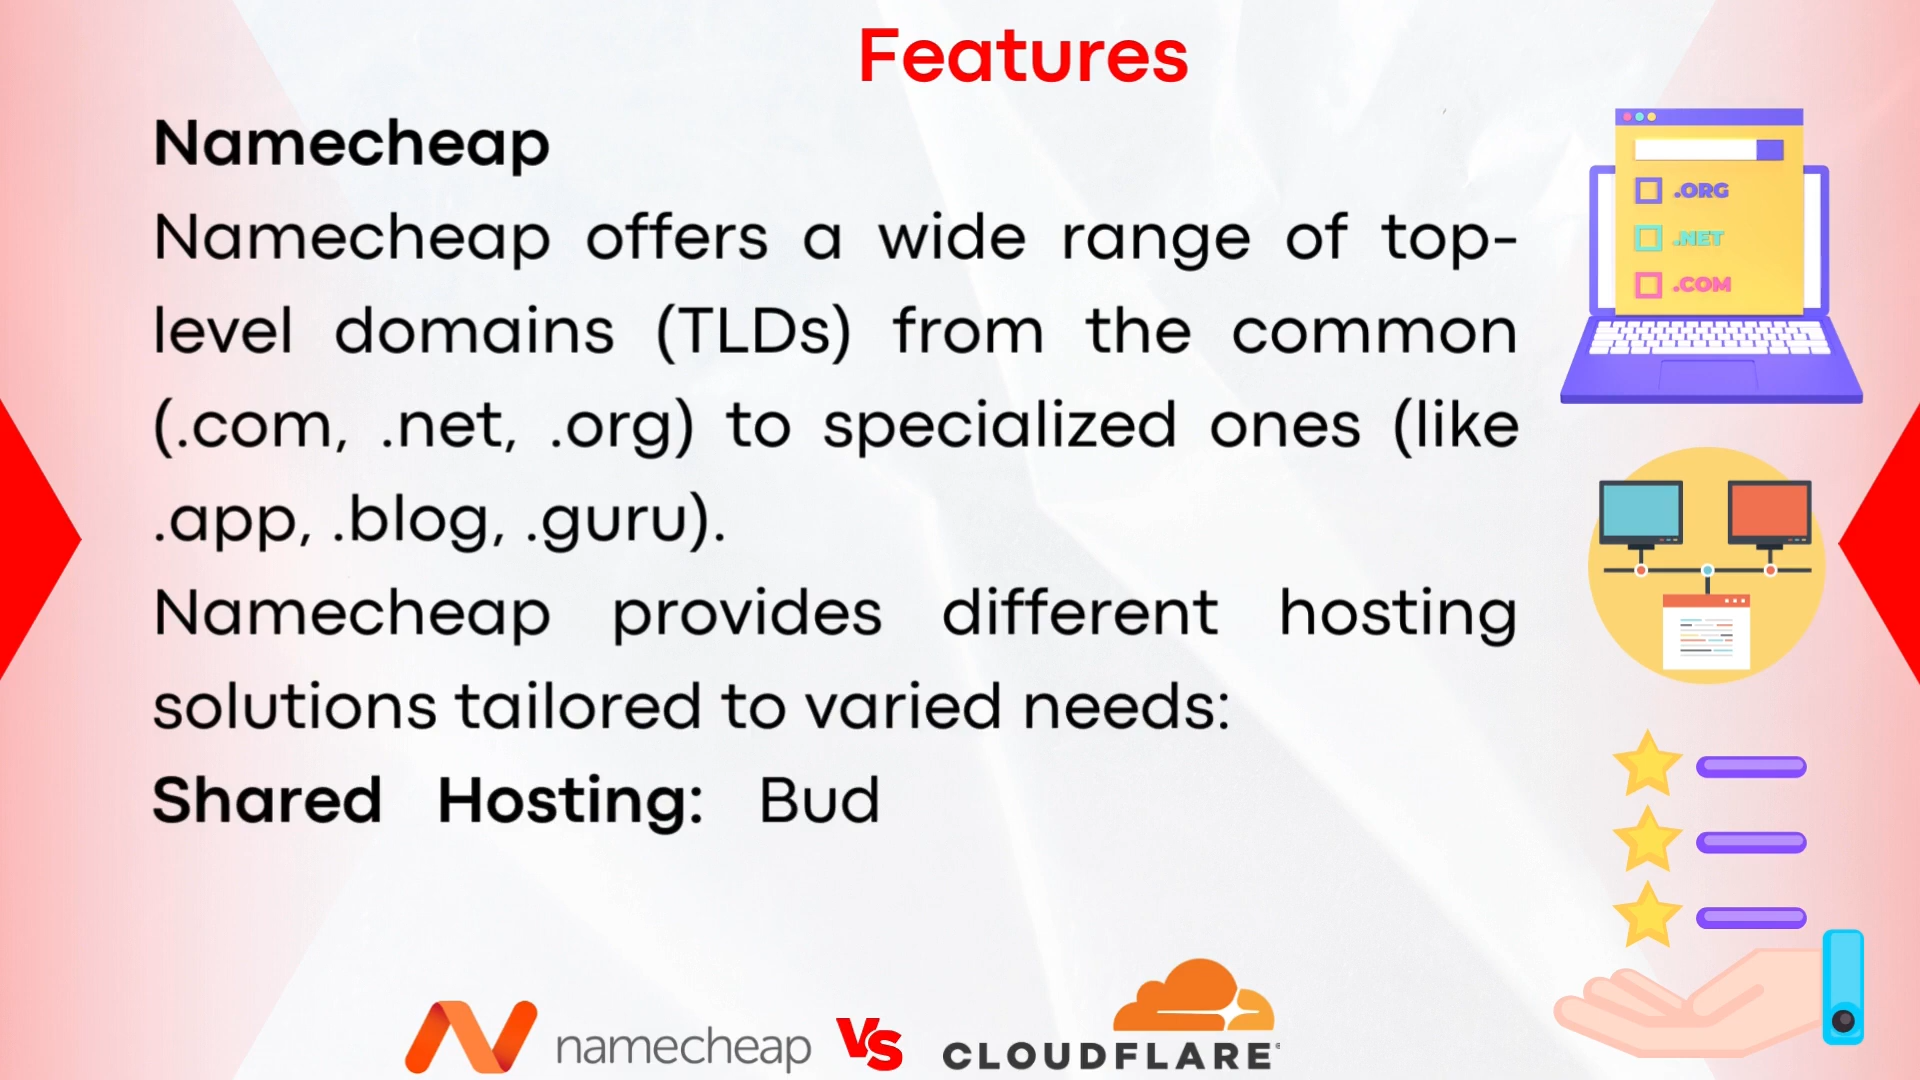 Features
Namecheap
Namecheap offers a wide range of top-
level domains (TLDs) from the common
(.com, .net, .org) to specialized ones (like
.app, .blog, .guru).
Namecheap provides different hosting
solutions tailored to varied needs:
Shared Hosting: Bud
.ORG
.NET
.COM
namecheap VS CLOUDFLARE